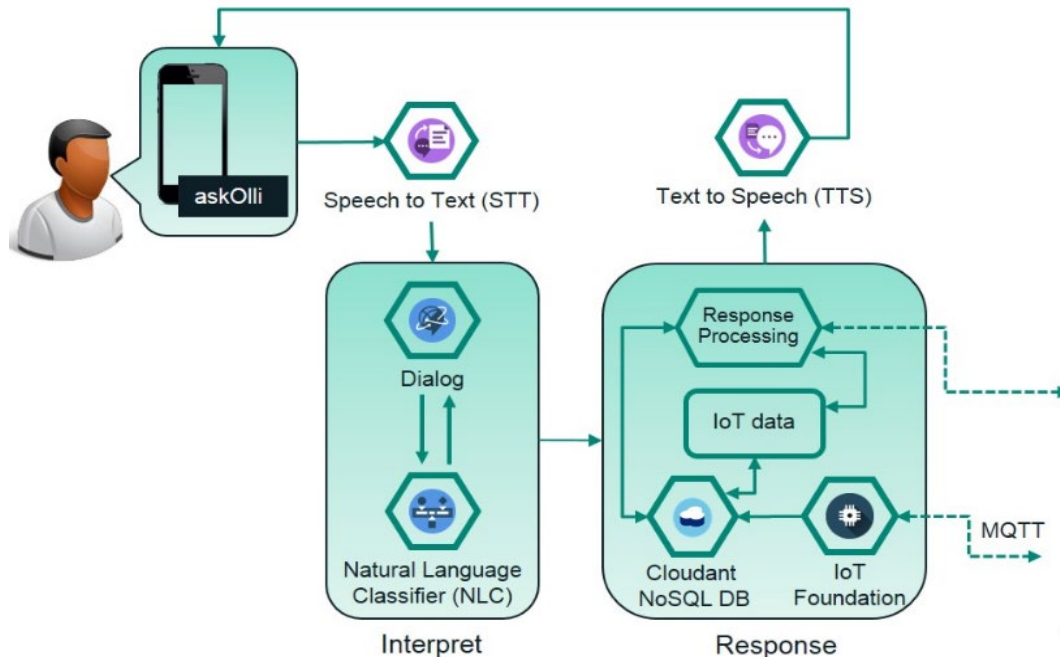 askOlli
Speech to Text (STT)
Text to Speech (TTS)
Dialog
Natural Language
Classifier (NLC)
Interpret
Response
Processing
IoT data
Cloudant
NoSQL DB
IoT
Foundation
MQTT
Response